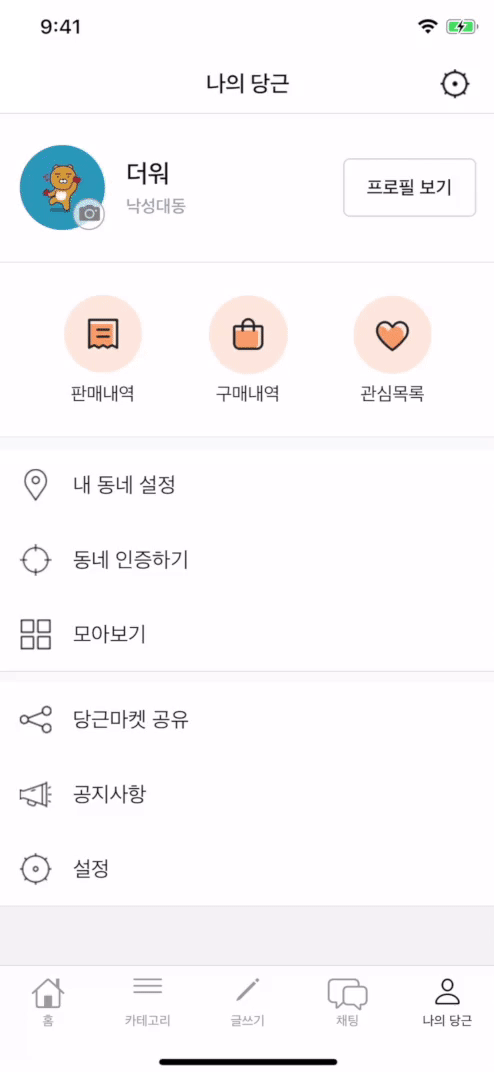 9:41
나의 당근
더워
낙성대동
프로필 보기
판매내역
구매내역
관심목록
내 동네 설정
동네 인증하기
모아보기
당근마켓 공유
공지사항
설정
홈
카테고리
글쓰기
채팅
나의 당근